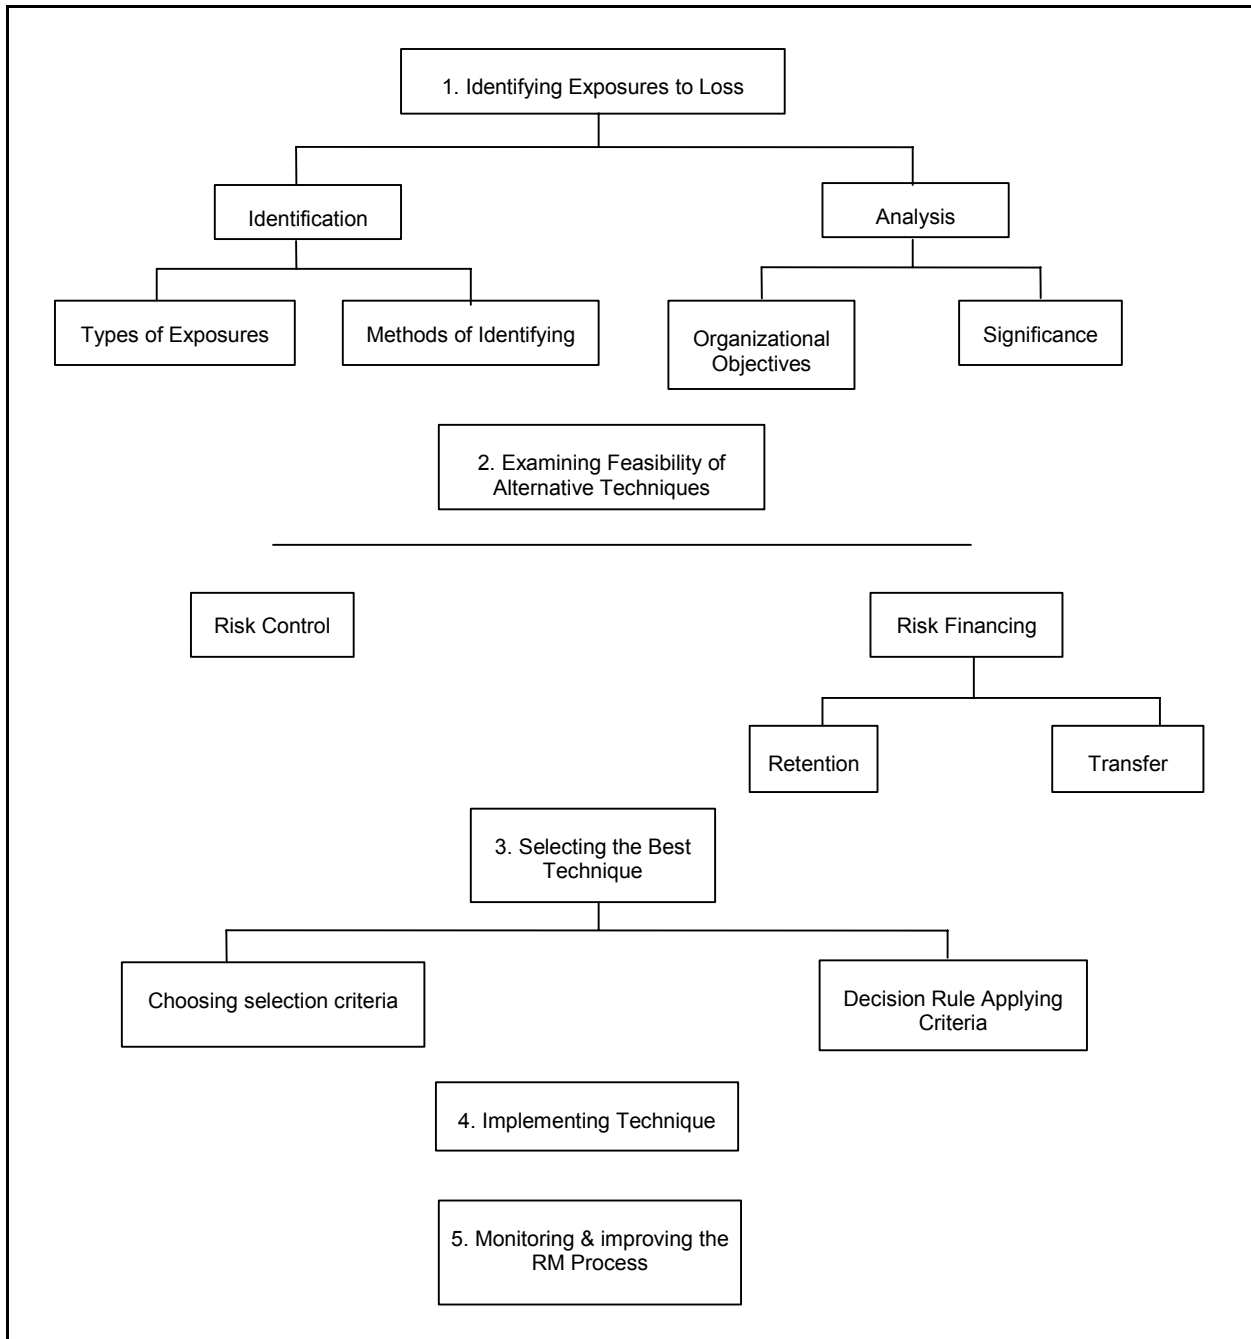 1. Identifying Exposures to Loss
Identification
Analysis
Types of Exposures
Methods of Identifying
Organizational
Objectives
Significance
2. Examining Feasibility of
Alternative Techniques
Risk Control
Risk Financing
Retention
Transfer
3. Selecting the Best
Technique
Choosing selection criteria
Decision Rule Applying
Criteria
4. Implementing Technique
5. Monitoring & improving the
RM Process